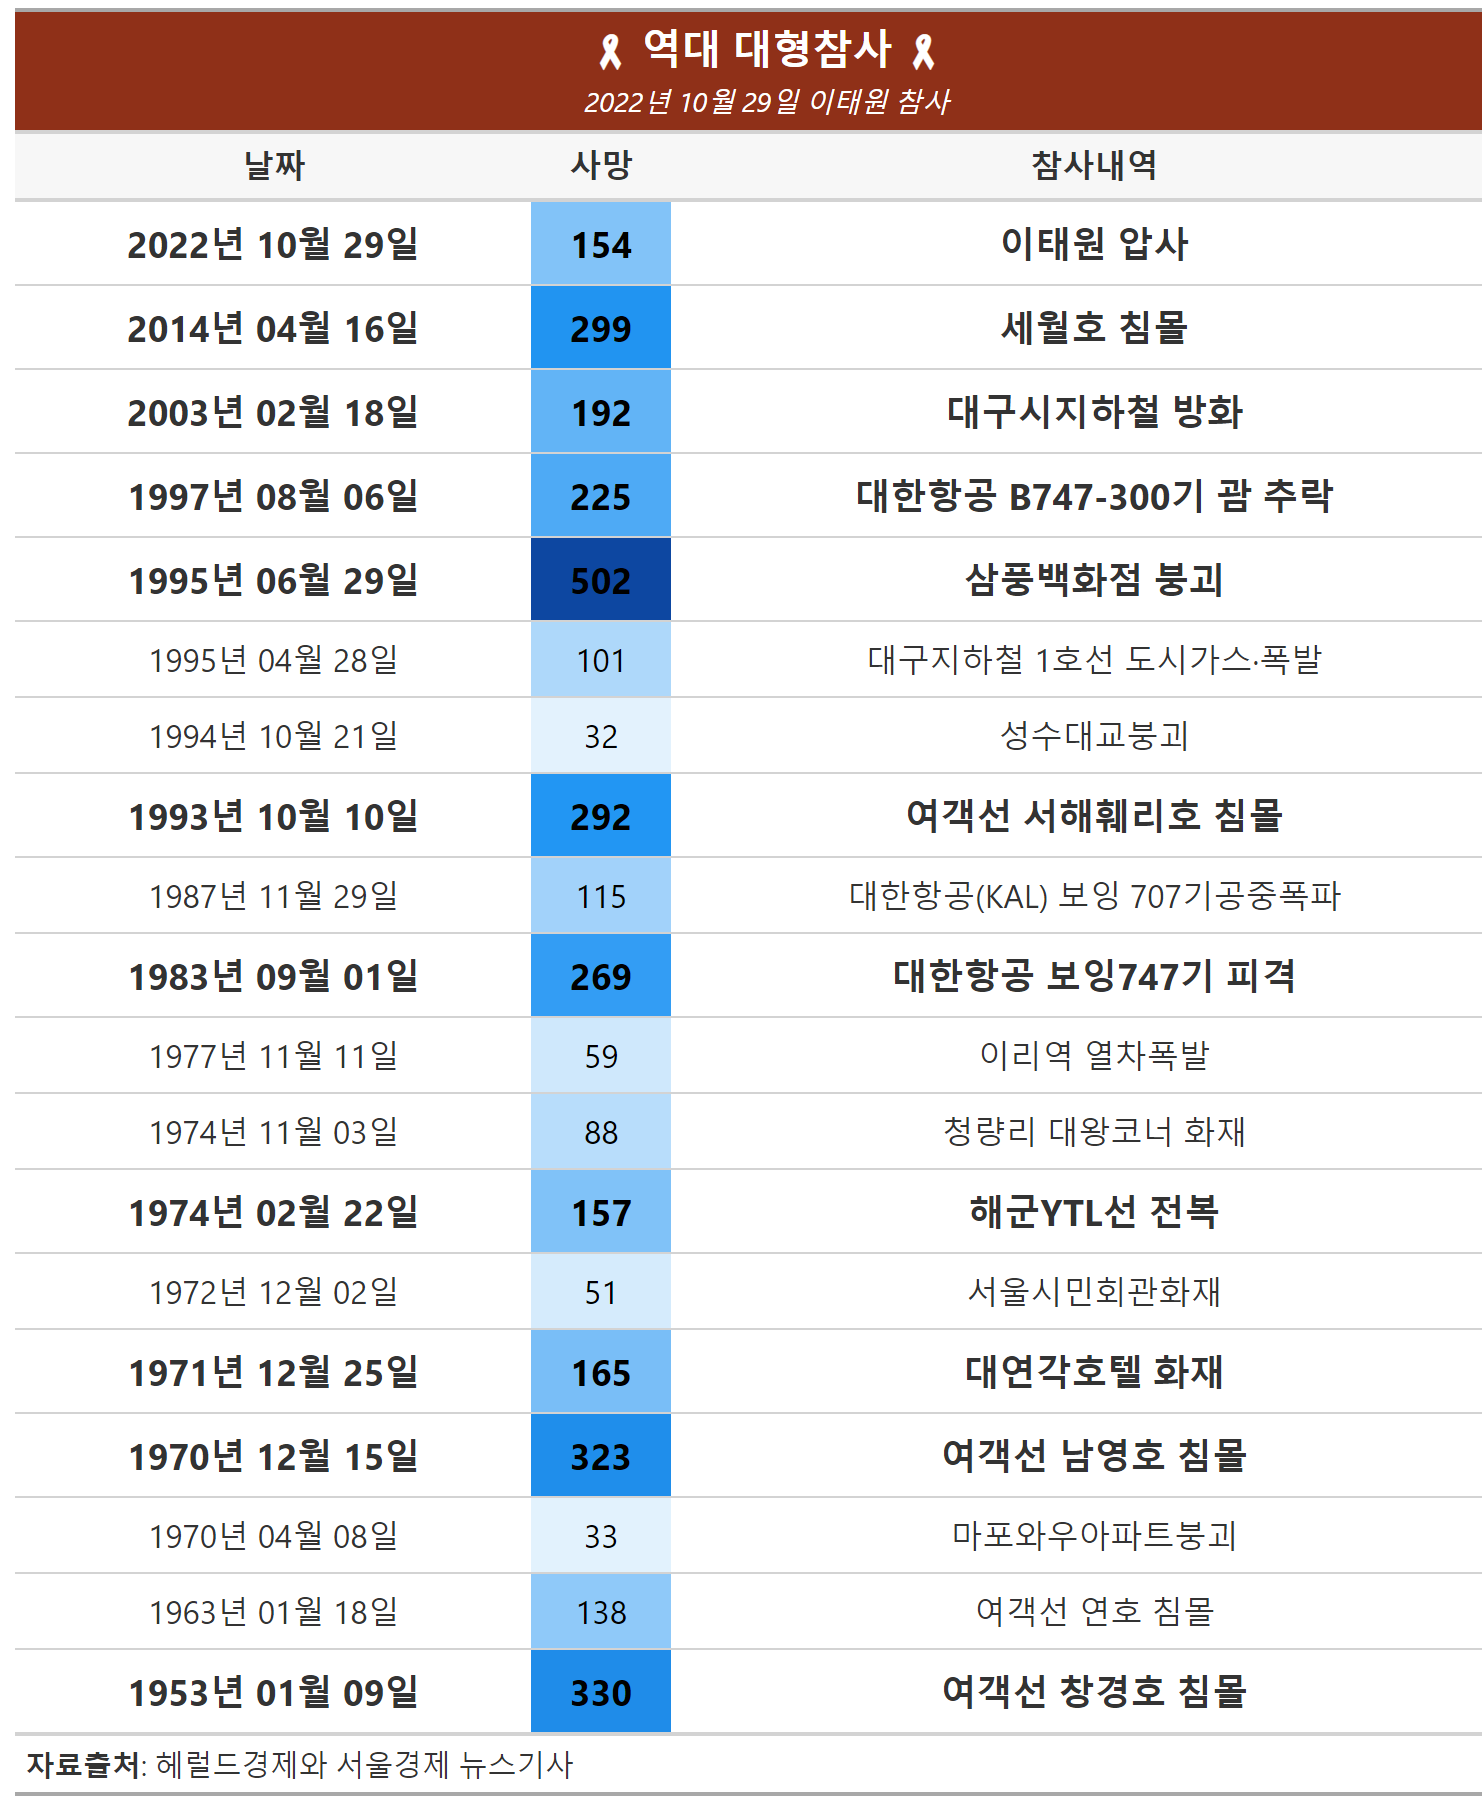 역대 대형참사
2022년 10월 29일 이태원 참사
날짜 사망 참사내역
2022년 10월 29일 154 이태원 압사
2014년 04월 16일 299 세월호 침몰
2003년 02월 18일 192 대구시지하철 방화
1997년 08월 06일 225 대한항공 B747-300기 괌 추락
1995년 06월 29일 502 삼풍백화점 붕괴
1995년 04월 28일 101 대구지하철 1호선 도시가스·폭발
1994년 10월 21일 32 성수대교붕괴
1993년 10월 10일 292 여객선 서해훼리호 침몰
1987년 11월 29일 115 대한항공(KAL) 보잉 707기공중폭파
1983년 09월 01일 269 대한항공 보잉747기 피격
1977년 11월 11일 59 이리역 열차폭발
1974년 11월 03일 88 청량리 대왕코너 화재
1974년 02월 22일 157 해군YTL선 전복
1972년 12월 02일 51 서울시민회관화재
1971년 12월 25일 165 대연각호텔 화재
1970년 12월 15일 323 여객선 남영호 침몰
1970년 04월 08일 33 마포와우아파트붕괴
1963년 01월 18일 138 여객선 연호 침몰
1953년 01월 09일 330 여객선 창경호 침몰
자료출처: 헤럴드경제와 서울경제 뉴스기사